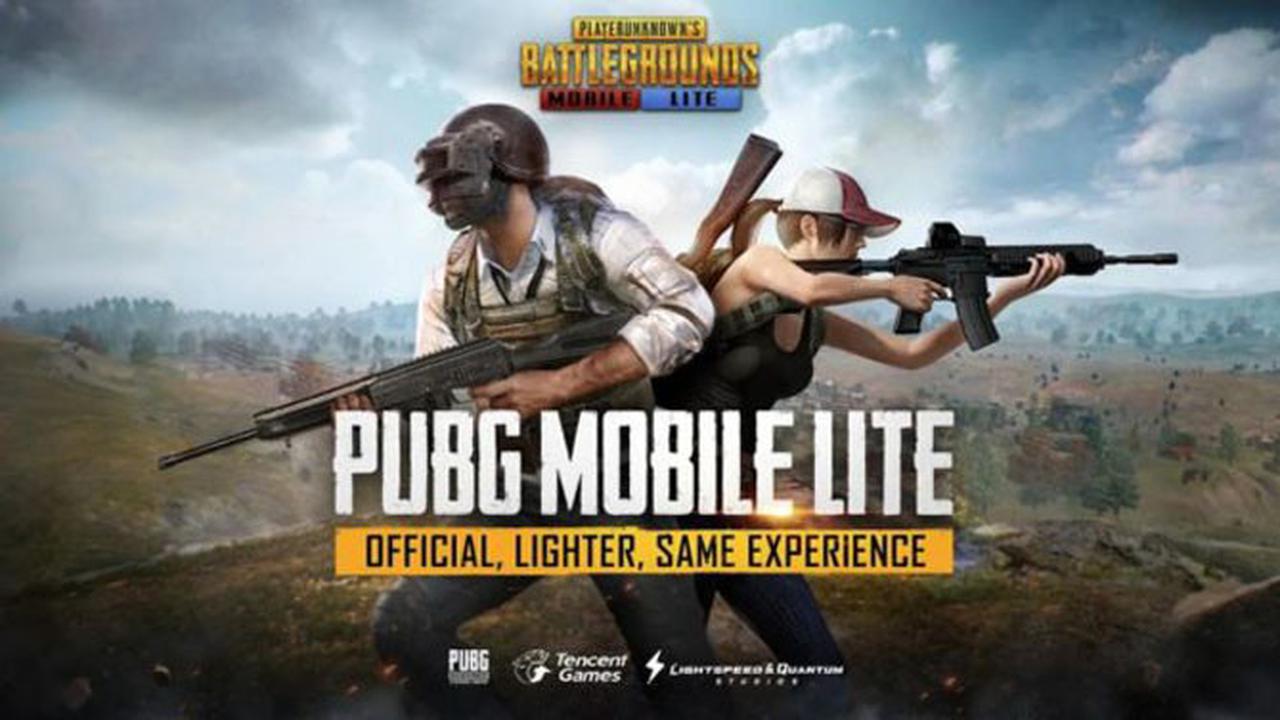 PLAYERUNKNOWN'S
BATTLEGROUNDS
MOBILE LITE
PUBG MOBILE LITE
OFFICIAL, LIGHTER, SAME EXPERIENCE
PUBG
Tencent
Games
LIGHTSPEED & QUANTUM
STUDIOS